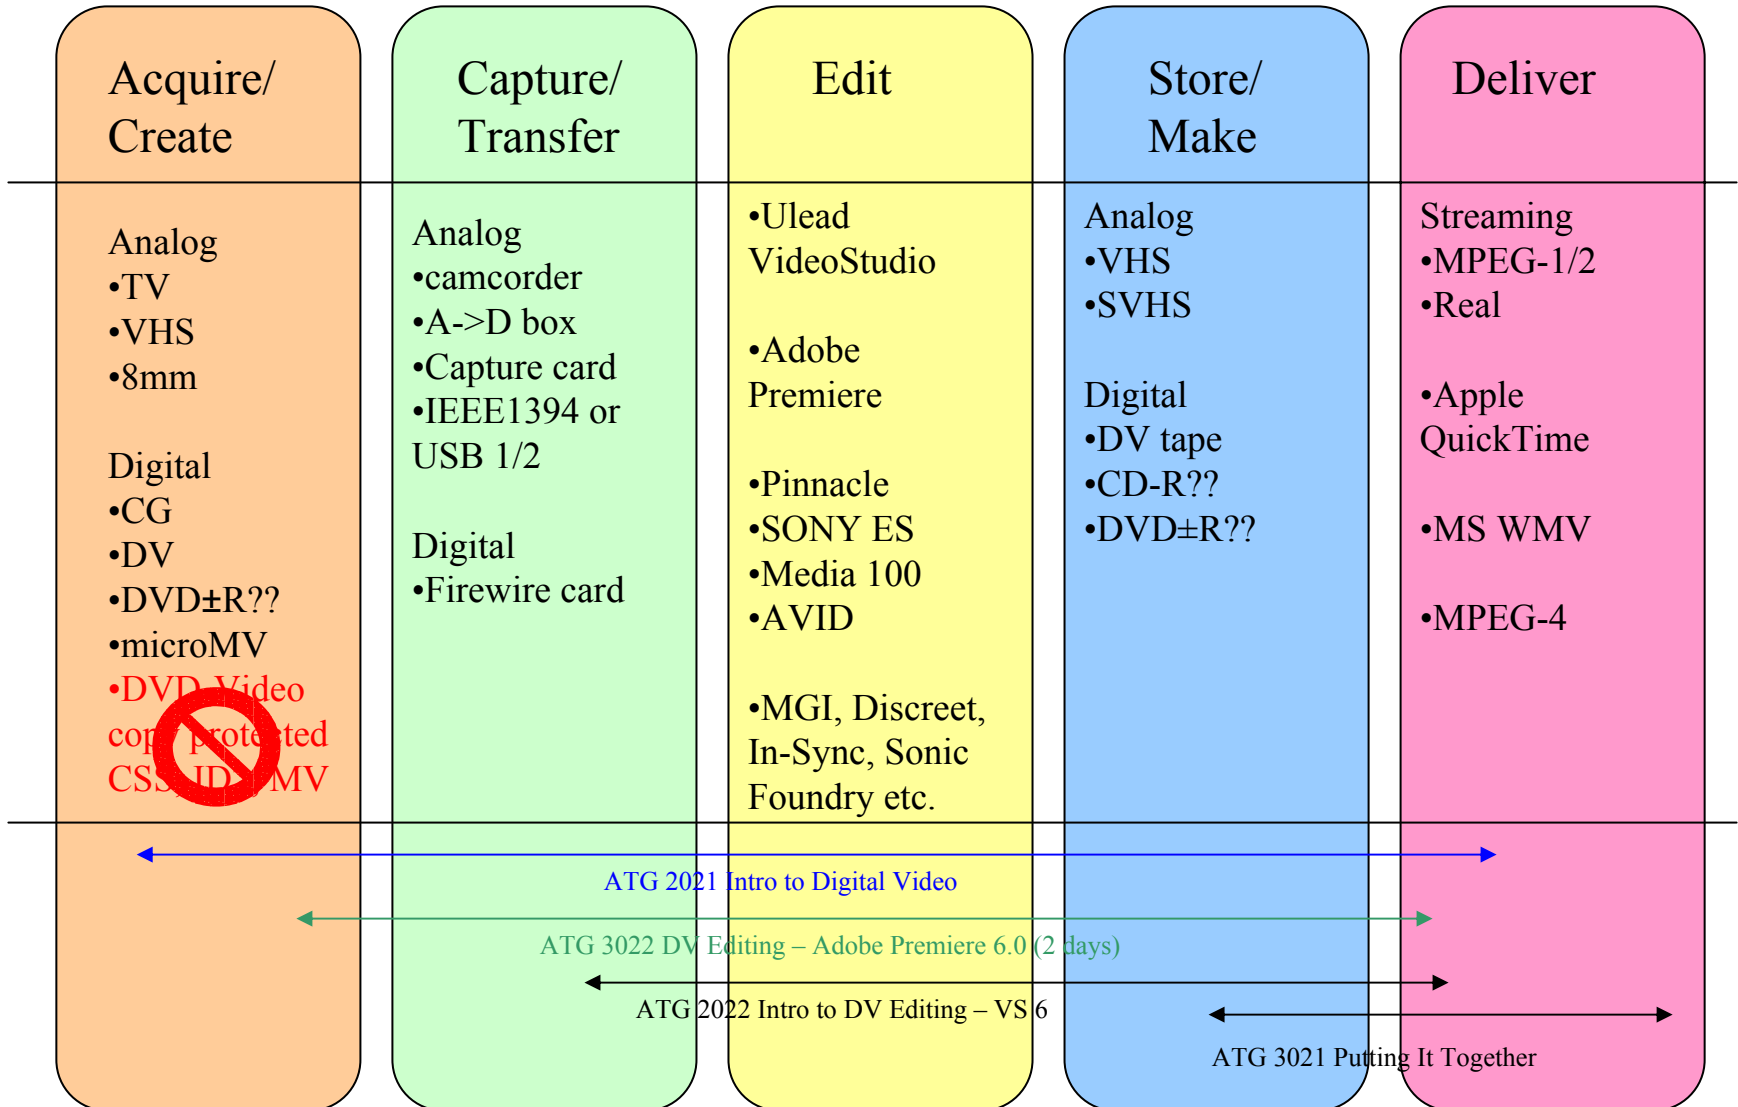 Acquire/
Create
Capture/
Transfer
Edit
Store/
Make
Deliver
Analog
•TV
•VHS
•8mm
Digital
•CG
•DV
•DVD±R??
•microMV
•DVD-Video
copy protected
CSS, MV
Analog
•camcorder
•A->D box
•Capture card
•IEEE1394 or
USB 1/2
Digital
•Firewire card
•Ulead
VideoStudio
•Adobe
Premiere
•Pinnacle
•SONY ES
•Media 100
•AVID
•MGI, Discreet,
In-Sync, Sonic
Foundry etc.
Analog
•VHS
•SVHS
Digital
•DV tape
•CD-R??
•DVD±R??
Streaming
•MPEG-1/2
•Real
•Apple
QuickTime
•MS WMV
•MPEG-4
ATG 2021 Intro to Digital Video
ATG 3022 DV Editing – Adobe Premiere 6.0 (2 days)
ATG 2022 Intro to DV Editing – VS 6
ATG 3021 Putting It Together